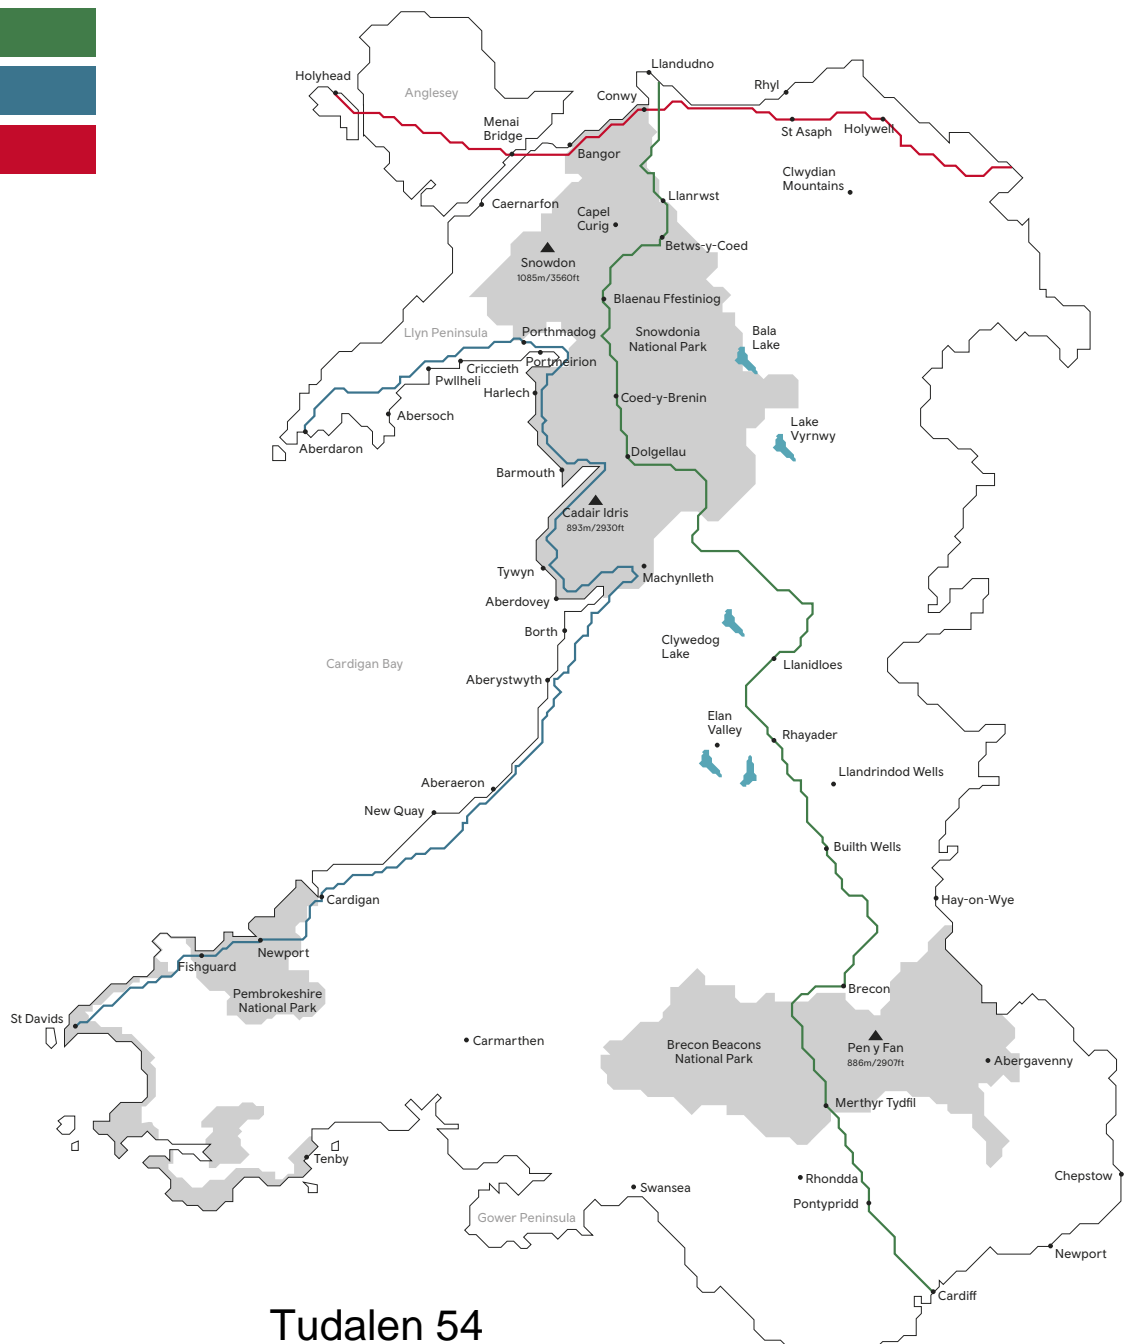 Llandudno
Holyhead
Rhyl
Anglesey
Conwy
Menai
Bridge
St Asaph
Holywell
Bangor
Clwydian
Mountains
Llanrwst
Caernarfon
Capel
Curig
Betws-y-Coed
Snowdon
1085m/3560ft
Blaenau Ffestiniog
Llyn Peninsula
Porthmadog
Snowdonia
National Park
Bala
Lake
Portmeirion
Criccieth
Pwllheli
Harlech
Coed-y-Brenin
Abersoch
Lake
Vyrnwy
Aberdaron
Dolgellau
Barmouth
Cadair Idris
893m/2930ft
Tywyn
Machynlleth
Aberdovey
Borth
Clywedog
Lake
Cardigan Bay
Llanidloes
Aberystwyth
Elan
Valley
Rhayader
Llandrindod Wells
Aberaeron
New Quay
Builth Wells
Cardigan
Hay-on-Wye
Newport
Fishguard
Brecon
Pembrokeshire
National Park
St Davids
Carmarthen
Brecon Beacons
National Park
Pen y Fan
886m/2907ft
Abergavenny
Merthyr Tydfil
Tenby
Chepstow
Rhondda
Swansea
Pontypridd
Gower Peninsula
Newport
Cardiff
Tudalen 54